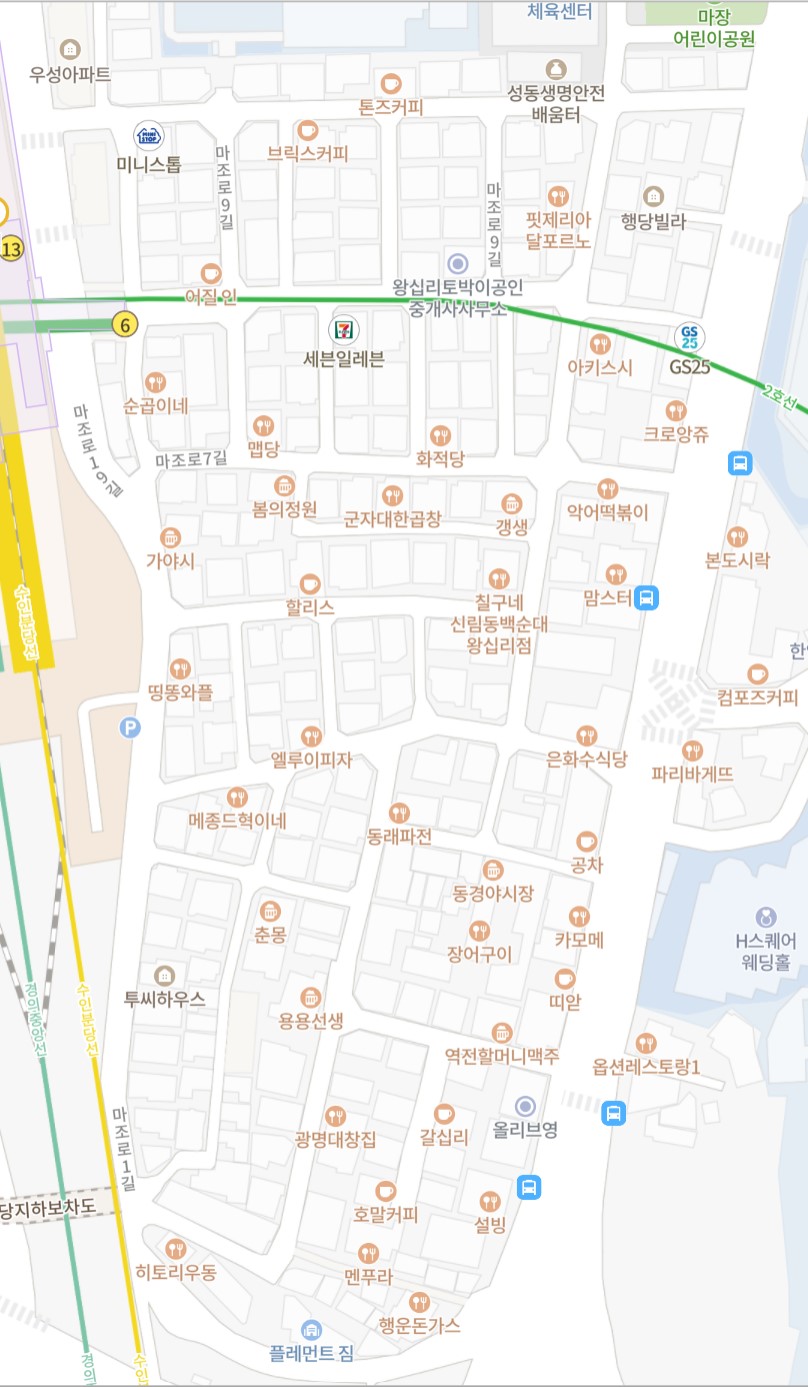 체육센터
마장
어린이공원
우성아파트
톤즈커피
성동생명안전
배움터
MINI
STOP
미니스톱
브릭스커피
마조로9길
마조로9길
핏제리아
달포르노
행당빌라
13
왕십리토박이공인
중개사사무소
어질인
6
세븐일레븐
GS
25
GS25
아키스시
2호선
순곱이네
크로앙쥬
맵당
화적당
마조로7길
마조로19길
봄의정원
군자대한곱창
갱생
악어떡볶이
가야시
본도시락
할리스
칠구네
신림동백순대
왕십리점
맘스터
수인분당선
한
띵똥와플
컴포즈커피
P
엘루이피자
은화수식당
파리바게뜨
메종드혁이네
동래파전
공차
동경야시장
춘몽
장어구이
카모메
H스퀘어
웨딩홀
투씨하우스
용용선생
띠암
경의중앙선
수인분당선
역전할머니맥주
옵션레스토랑1
마조로1길
광명대창집
갈십리
올리브영
당지하보차도
호말커피
설빙
히토리우동
멘푸라
행운돈가스
플레먼트 짐
경의
수인